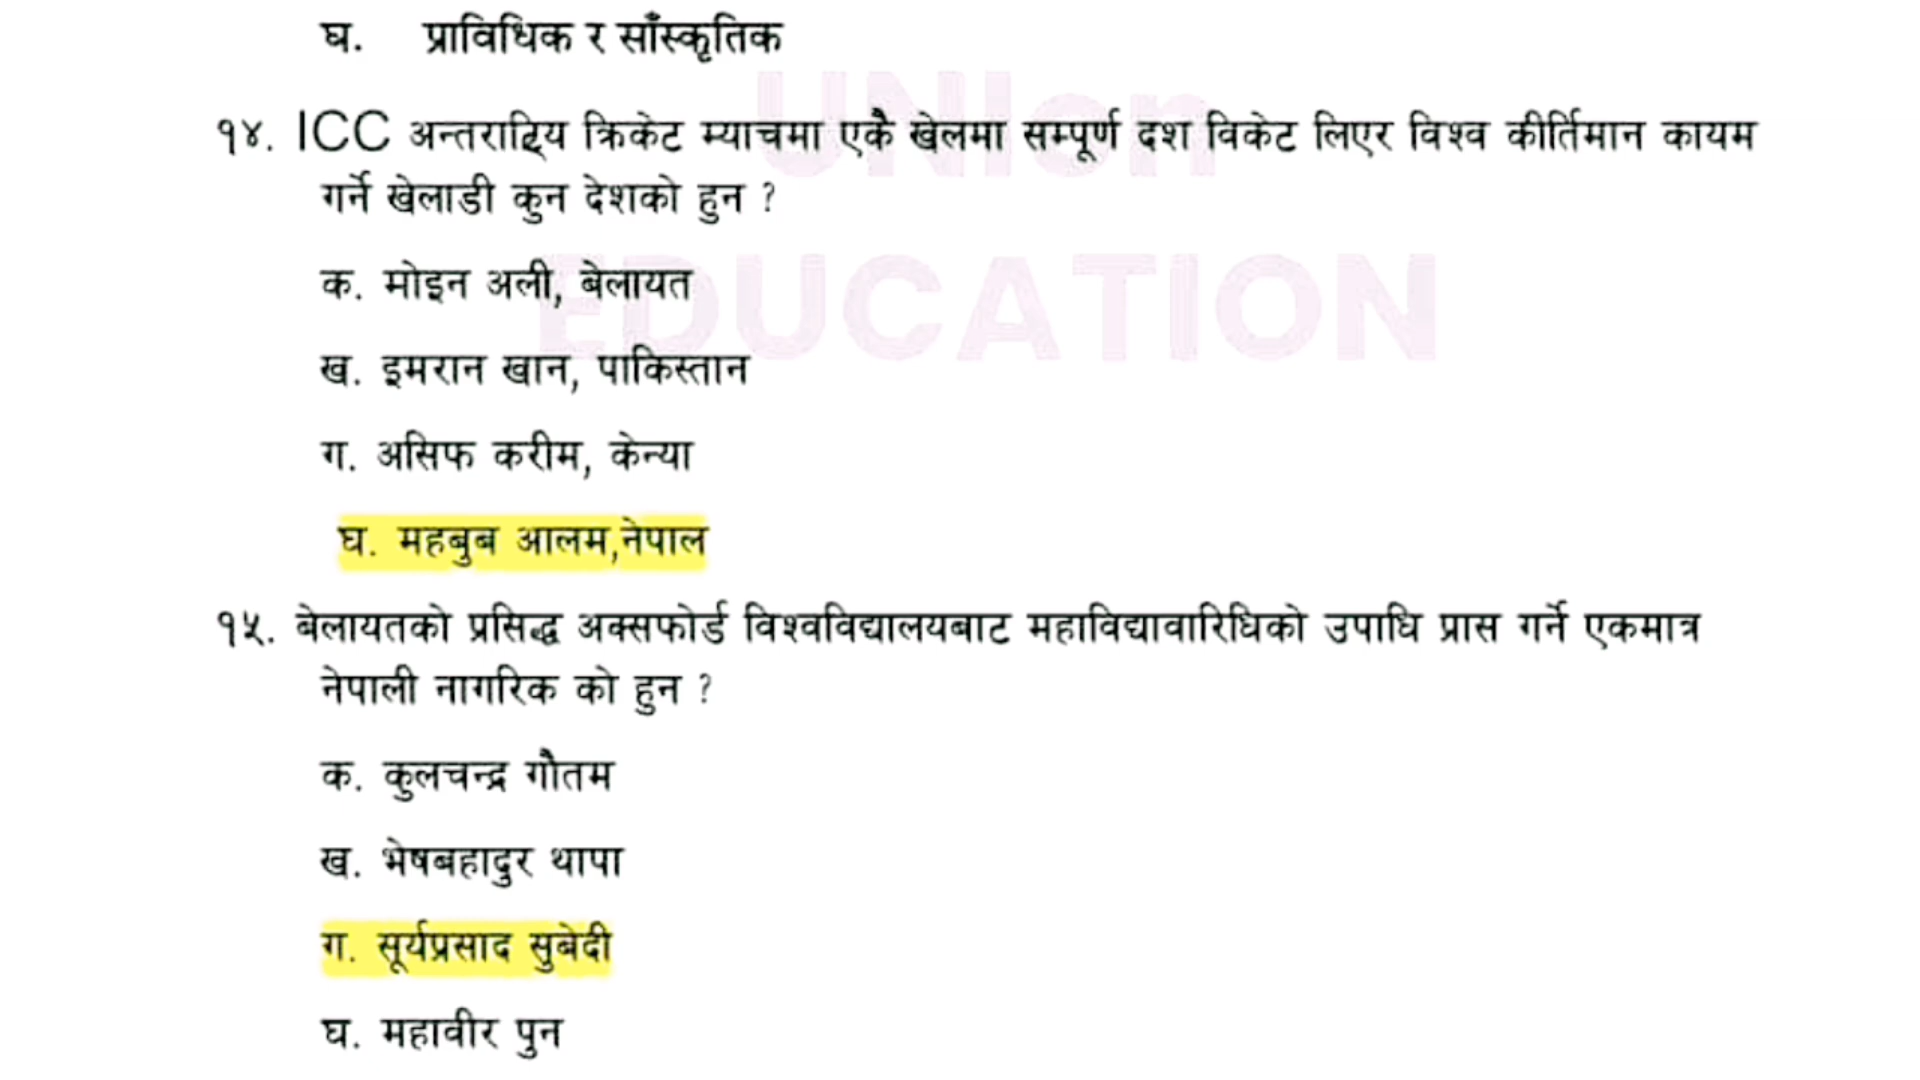 घ. प्राविधिक र साँस्कृतिक
UNIon
१४. ICC अन्तराट्रिय क्रिकेट म्याचमा एकै खेलमा सम्पूर्ण दश विकेट लिएर विश्व कीर्तिमान कायम
गर्ने खेलाडी कुन देशको हुन ?
EDUCATION
क. मोइन अली, बेलायत
ख. इमरान खान, पाकिस्तान
ग. असिफ करीम, केन्या
घ. महबुब आलम,नेपाल
१५. बेलायतको प्रसिद्ध अक्सफोर्ड विश्वविद्यालयबाट महाविद्यावारिधिको उपाधि प्रास गर्ने एकमात्र
नेपाली नागरिक को हुन ?
क. कुलचन्द्र गौतम
ख. भेषबहादुर थापा
ग. सूर्यप्रसाद सुबेदी
घ. महावीर पुन